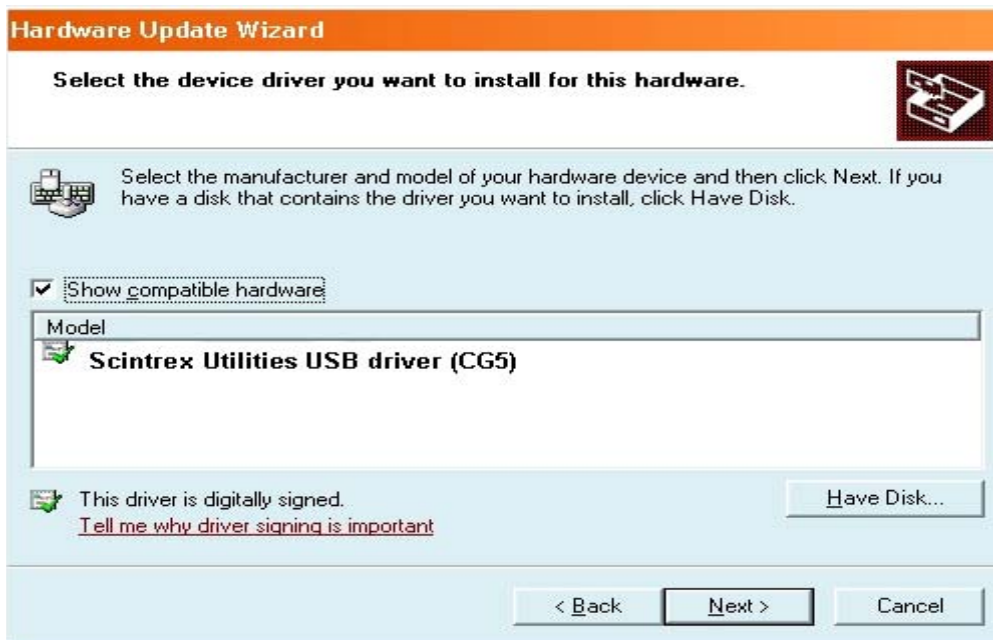 Hardware Update Wizard
Select the device driver you want to install for this hardware.
Select the manufacturer and model of your hardware device and then click Next. If you
have a disk that contains the driver you want to install, click Have Disk.
Show compatible hardware
Model
Scintrex Utilities USB driver (CG5)
This driver is digitally signed.
Have Disk...
Tell me why driver signing is important
< Back
Next >
Cancel